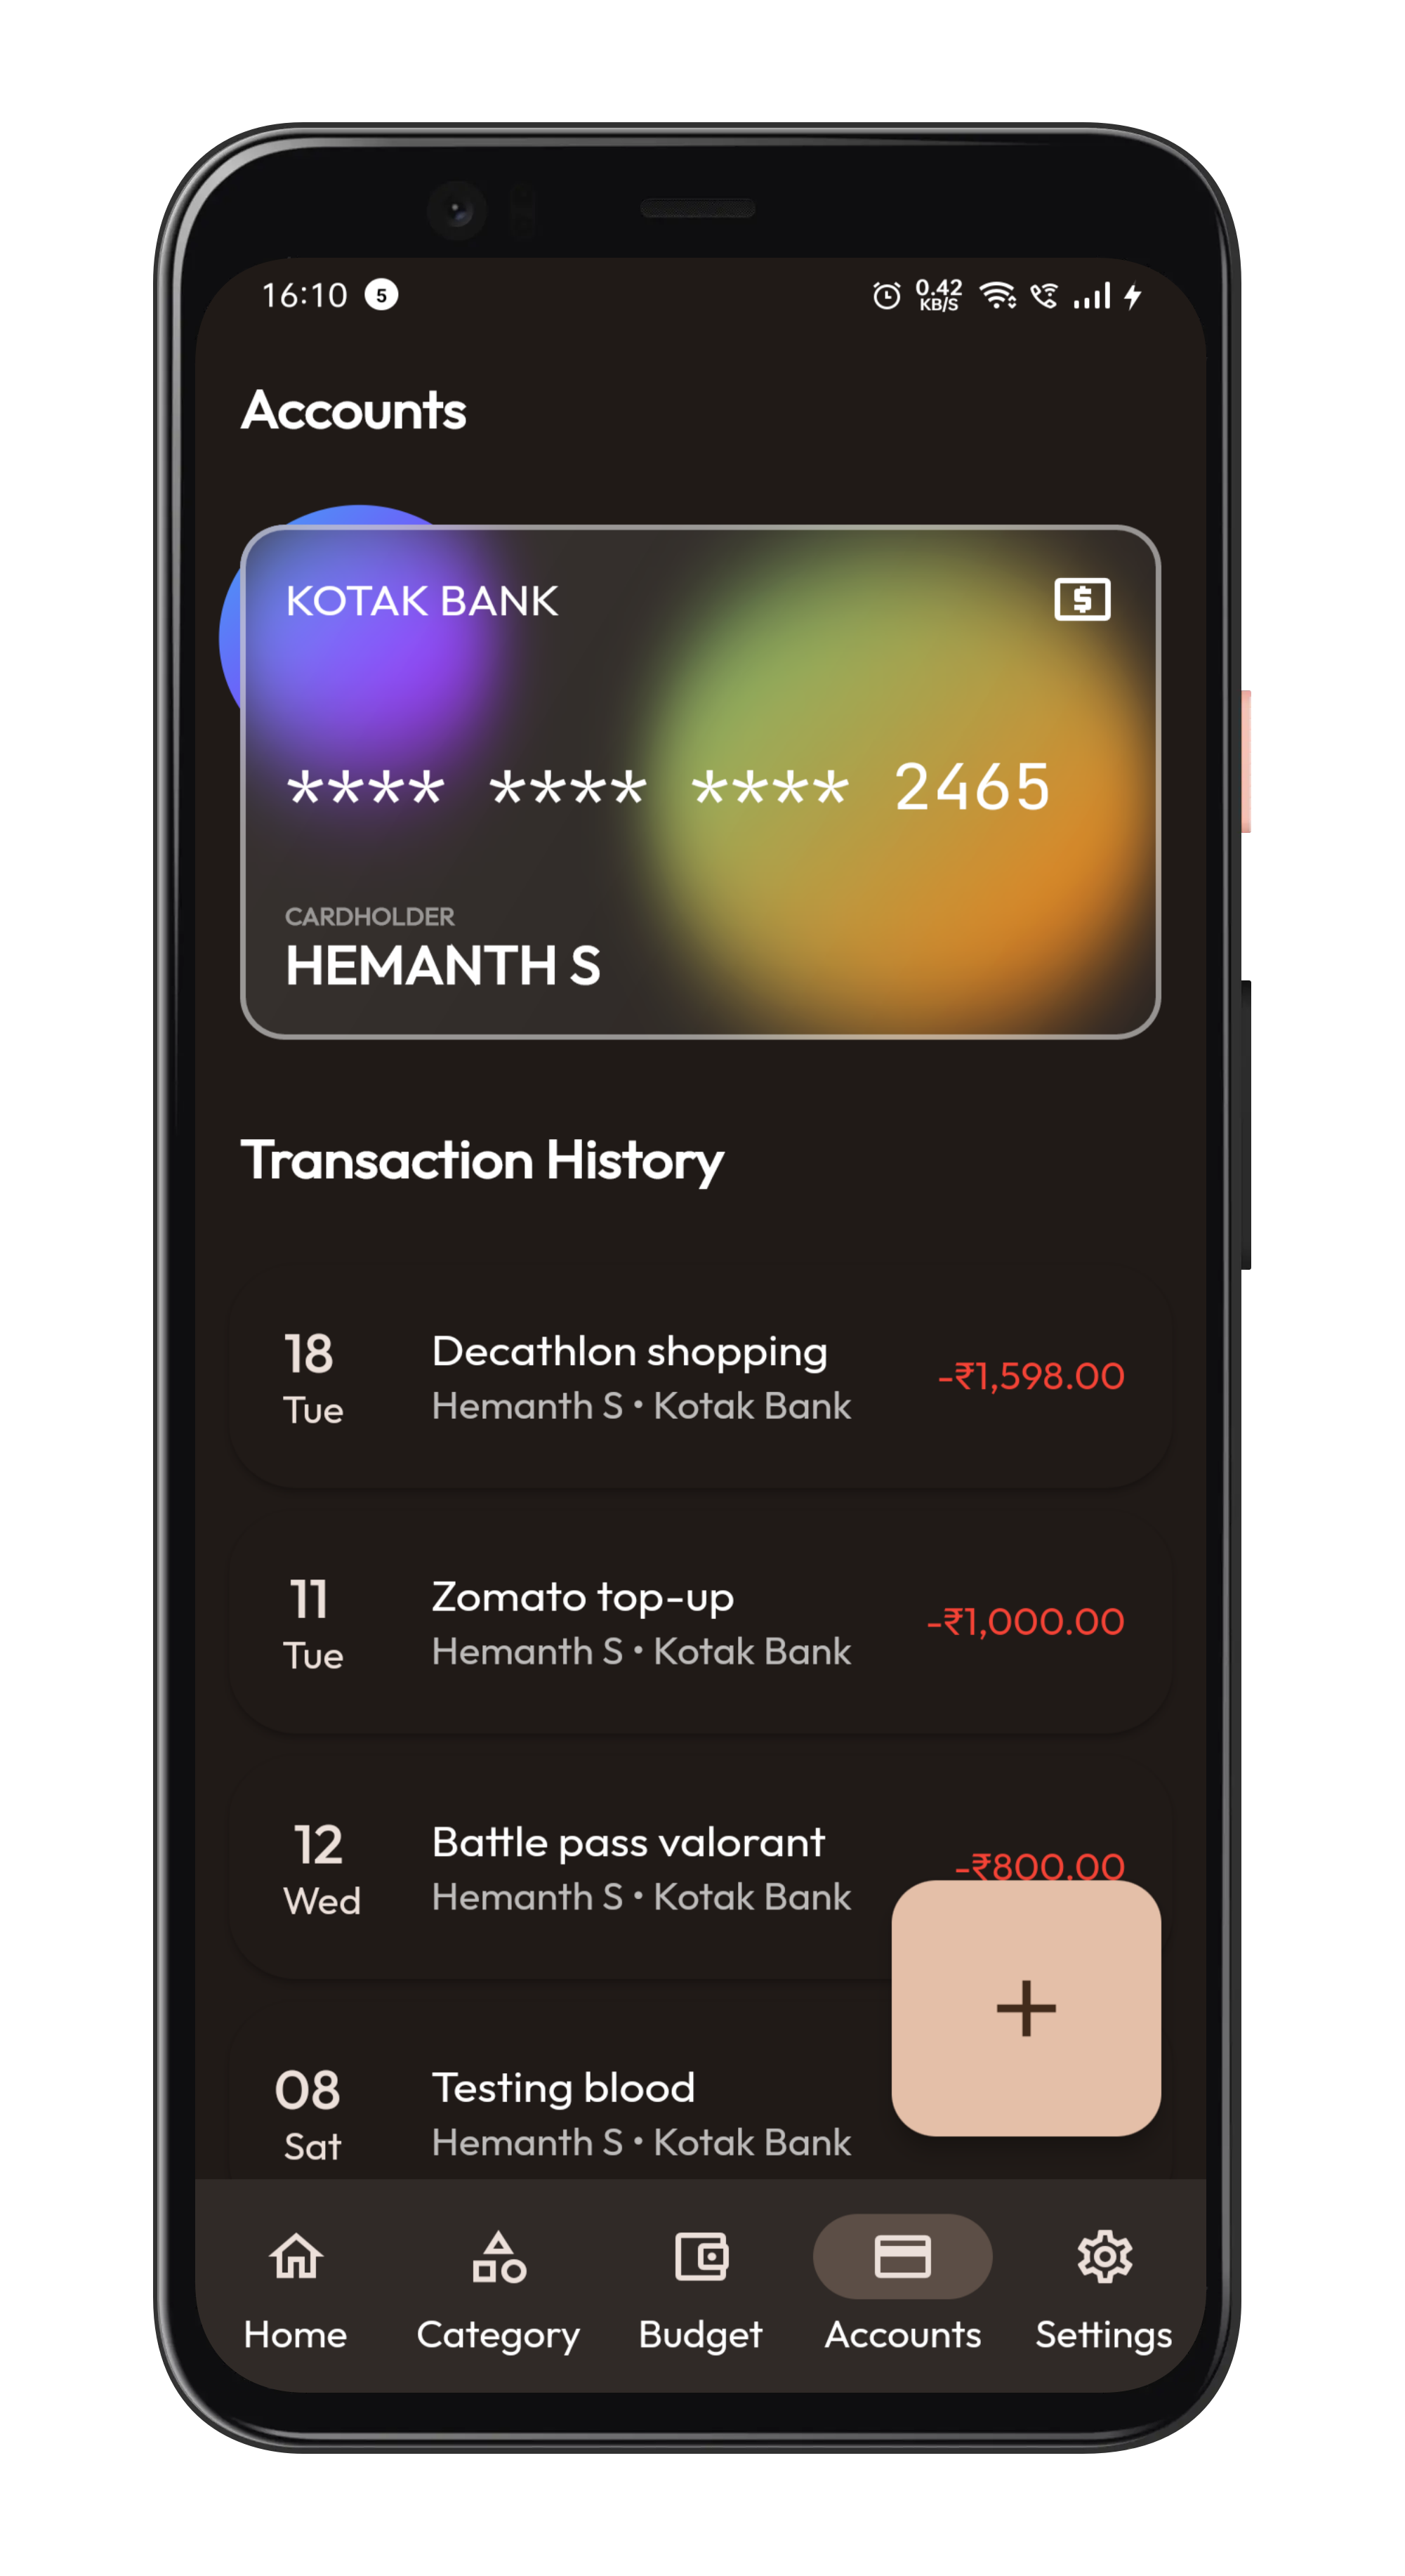 16:10 5 0.42 KB/S
Accounts
KOTAK BANK
**** **** **** 2465
CARDHOLDER
HEMANTH S
Transaction History
18 Decathlon shopping -₹1,598.00
Tue Hemanth S • Kotak Bank
11 Zomato top-up -₹1,000.00
Tue Hemanth S • Kotak Bank
12 Battle pass valorant -₹800.00
Wed Hemanth S • Kotak Bank
08 Testing blood
Sat Hemanth S • Kotak Bank
Home Category Budget Accounts Settings